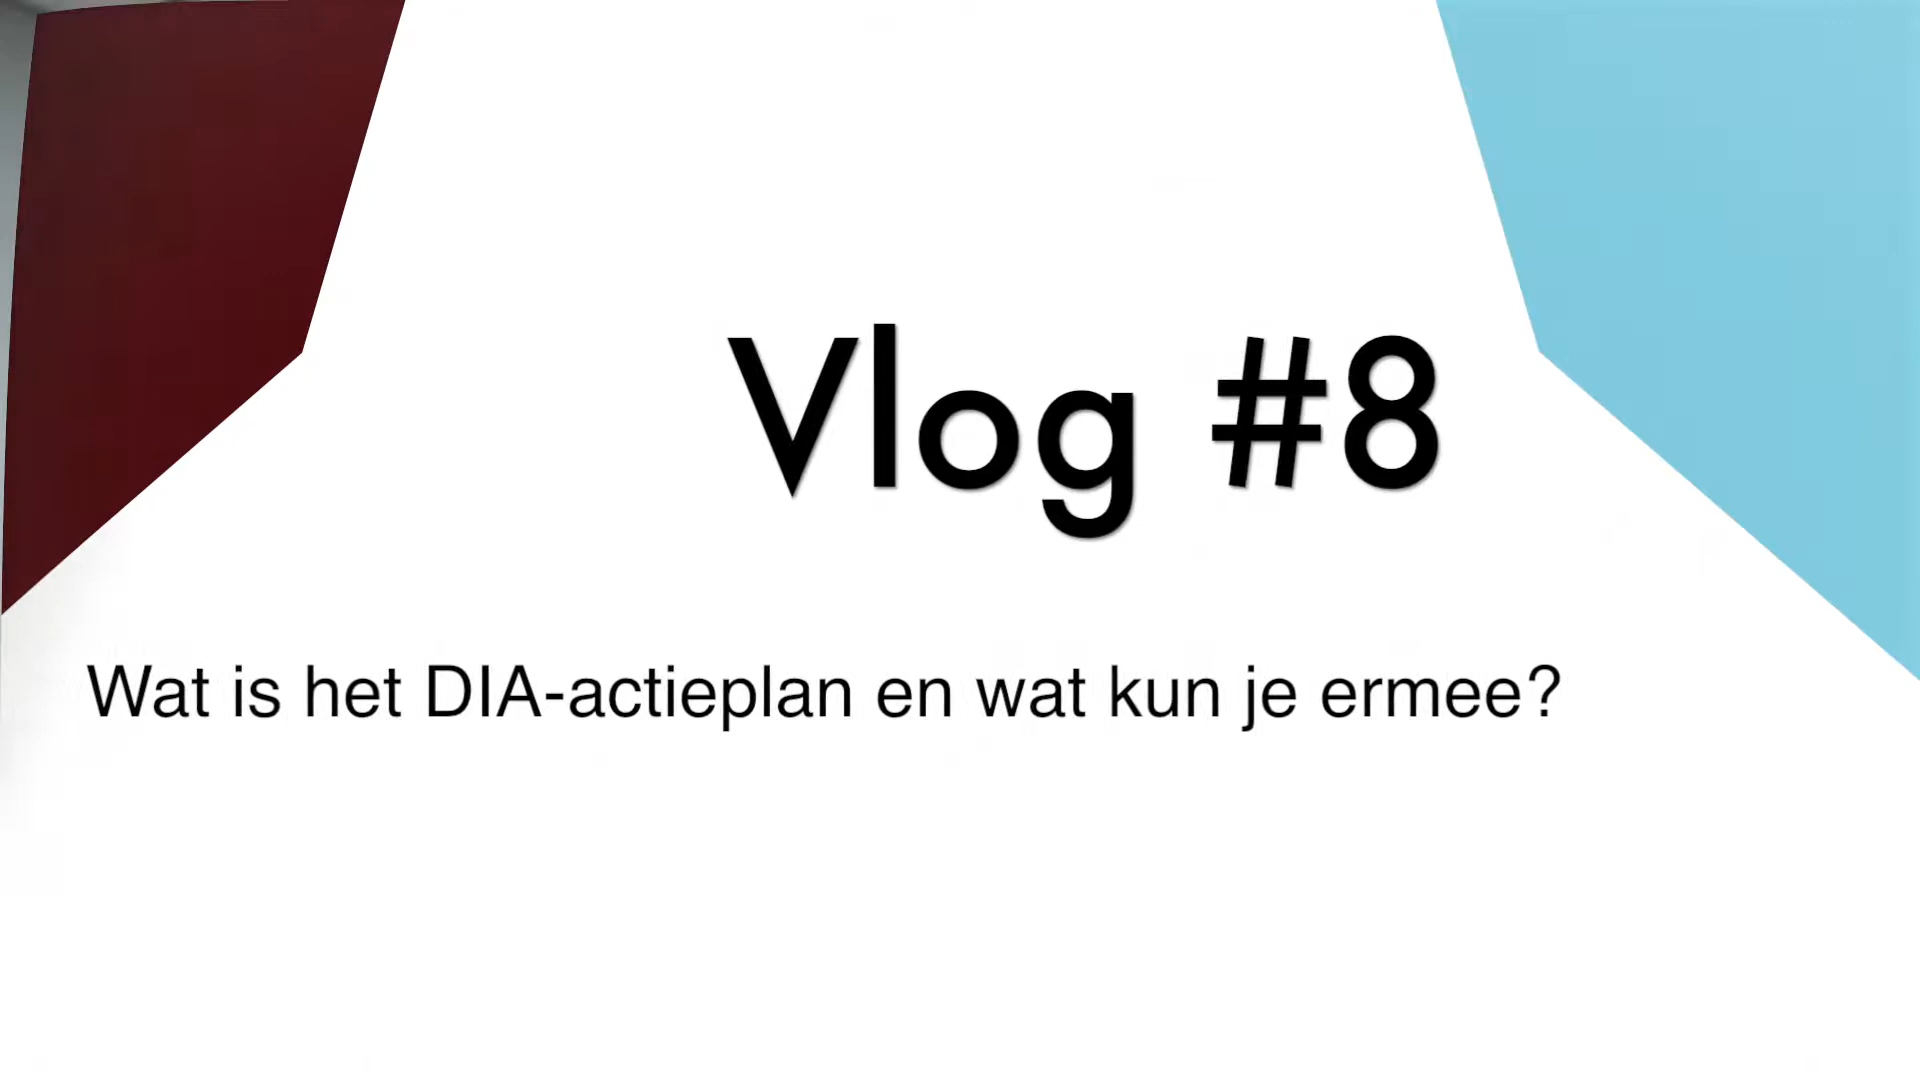 Vlog #8
Wat is het DIA-actieplan en wat kun je ermee?